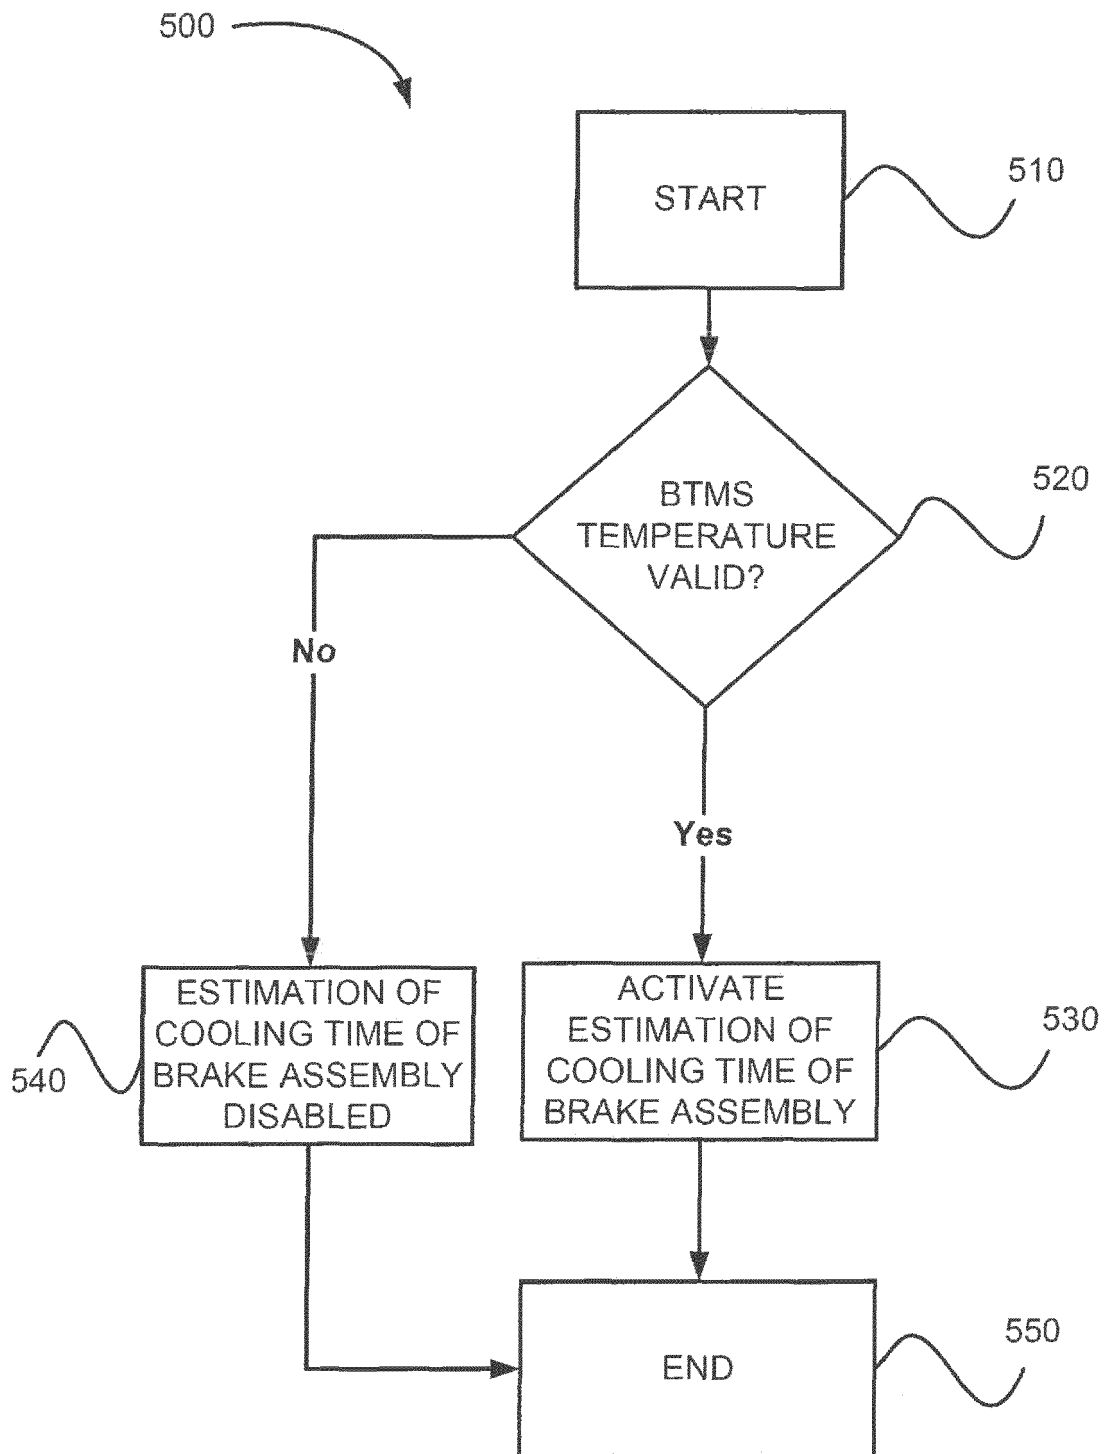 500
START
510
BTMS
TEMPERATURE
VALID?
520
No
Yes
ESTIMATION OF
COOLING TIME OF
BRAKE ASSEMBLY
DISABLED
540
ACTIVATE
ESTIMATION OF
COOLING TIME OF
BRAKE ASSEMBLY
530
END
550